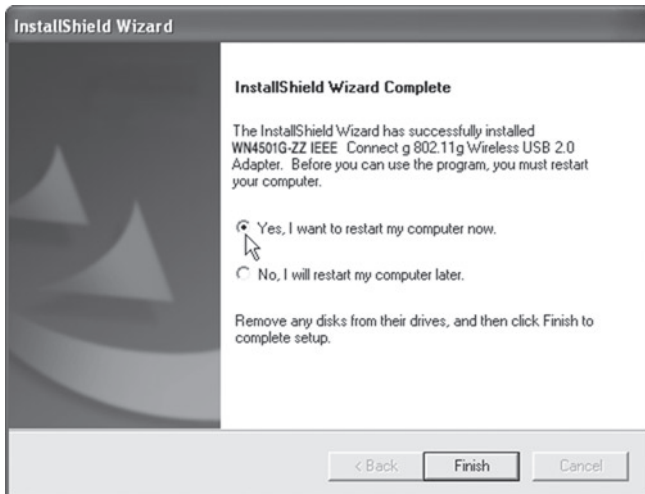 InstallShield Wizard
InstallShield Wizard Complete
The InstallShield Wizard has successfully installed
WN4501G-ZZ IEEE Connect g 802.11g Wireless USB 2.0
Adapter. Before you can use the program, you must restart
your computer.
Yes, I want to restart my computer now.
No, I will restart my computer later.
Remove any disks from their drives, and then click Finish to
complete setup.
< Back
Finish
Cancel